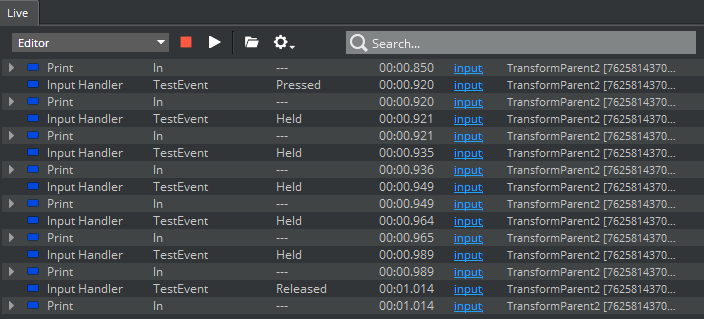 Live
Editor Search...
Print In --- 00:00.850 input TransformParent2 [7625814370...
Input Handler TestEvent Pressed 00:00.920 input TransformParent2 [7625814370...
Print In --- 00:00.920 input TransformParent2 [7625814370...
Input Handler TestEvent Held 00:00.921 input TransformParent2 [7625814370...
Print In --- 00:00.921 input TransformParent2 [7625814370...
Input Handler TestEvent Held 00:00.935 input TransformParent2 [7625814370...
Print In --- 00:00.936 input TransformParent2 [7625814370...
Input Handler TestEvent Held 00:00.949 input TransformParent2 [7625814370...
Print In --- 00:00.949 input TransformParent2 [7625814370...
Input Handler TestEvent Held 00:00.964 input TransformParent2 [7625814370...
Print In --- 00:00.965 input TransformParent2 [7625814370...
Input Handler TestEvent Held 00:00.989 input TransformParent2 [7625814370...
Print In --- 00:00.989 input TransformParent2 [7625814370...
Input Handler TestEvent Released 00:01.014 input TransformParent2 [7625814370...
Print In --- 00:01.014 input TransformParent2 [7625814370...